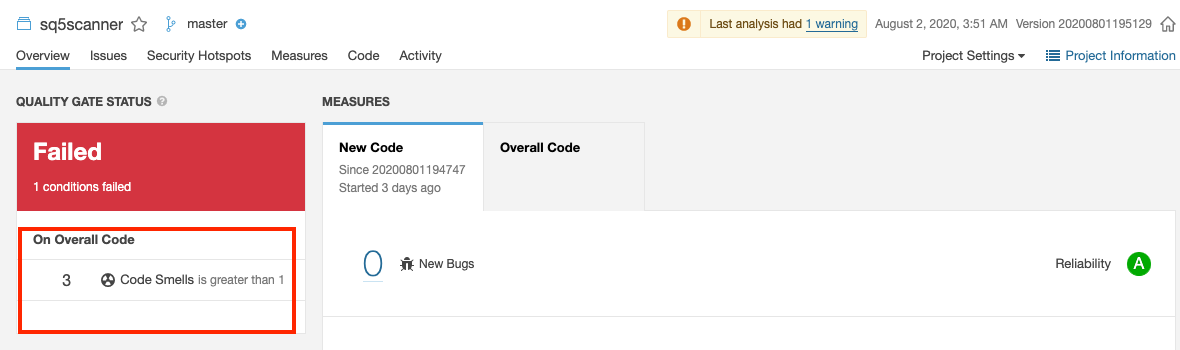 sq5scanner master Last analysis had 1 warning August 2, 2020, 3:51 AM Version 20200801195129
Overview Issues Security Hotspots Measures Code Activity Project Settings Project Information
QUALITY GATE STATUS ?
MEASURES
Failed
1 conditions failed
On Overall Code
3 Code Smells is greater than 1
New Code
Since 20200801194747
Started 3 days ago
Overall Code
0 New Bugs Reliability A